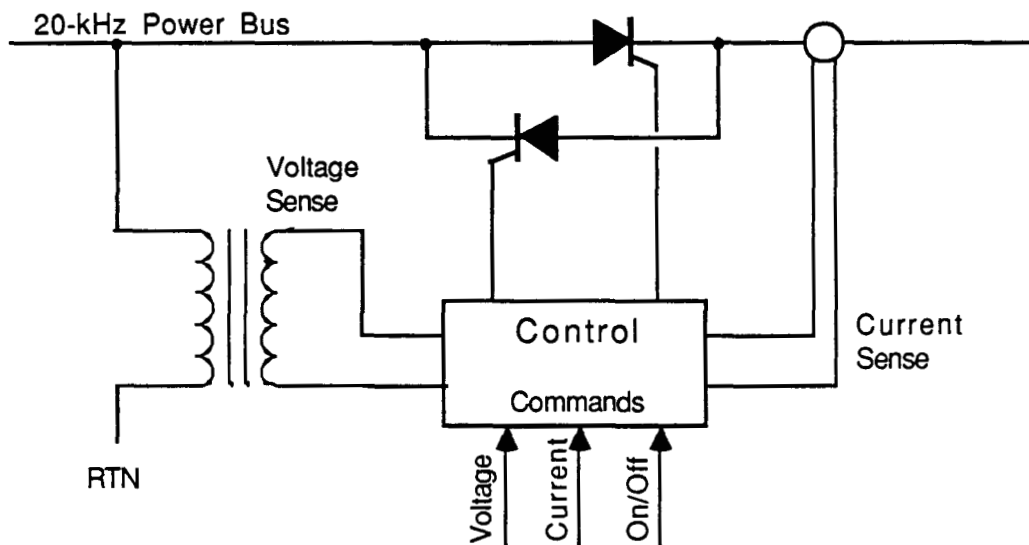 20-kHz Power Bus
Voltage
Sense
Control
Current
Sense
Commands
RTN
Voltage
Current
On/Off